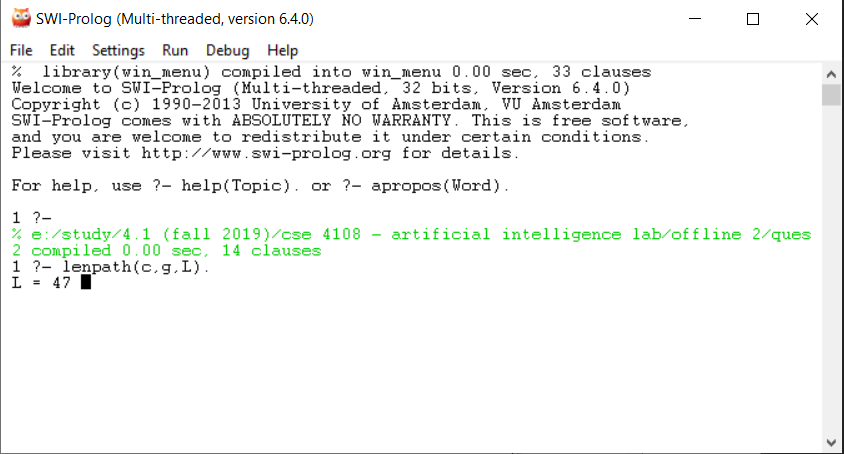 SWI-Prolog (Multi-threaded, version 6.4.0)
File Edit Settings Run Debug Help
%  library(win_menu) compiled into win_menu 0.00 sec, 33 clauses
Welcome to SWI-Prolog (Multi-threaded, 32 bits, Version 6.4.0)
Copyright (c) 1990-2013 University of Amsterdam, VU Amsterdam
SWI-Prolog comes with ABSOLUTELY NO WARRANTY. This is free software,
and you are welcome to redistribute it under certain conditions.
Please visit http://www.swi-prolog.org for details.
For help, use ?- help(Topic). or ?- apropos(Word).
1 ?-
% e:/study/4.1 (fall 2019)/cse 4108 - artificial intelligence lab/offline 2/ques
2 compiled 0.00 sec, 14 clauses
1 ?- lenpath(c,g,L).
L = 47